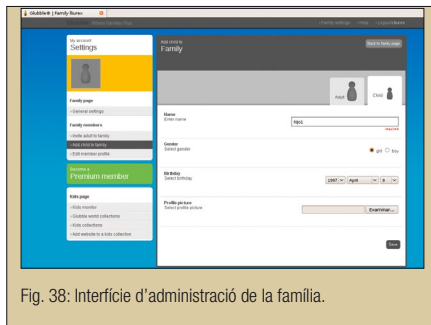 Glubble® | Family Bures
› Family settings › Help › Logout Bures
My account
Settings
Add child to
Family
Back to family page
Adult
Child
Family page
› General settings
Family members
› Invite adult to family
› Add child to family
› Edit member profile
Become a
Premium member
Kids page
› Kids monitor
› Glubble world collections
› Kids collections
› Add website to a kids collection
Name
Enter name
required
Gender
Select gender
girl
boy
Birthday
Select birthday
1997
April
Profile picture
Select profile picture
Examinar...
Save
Fig. 38: Interfície d'administració de la família.